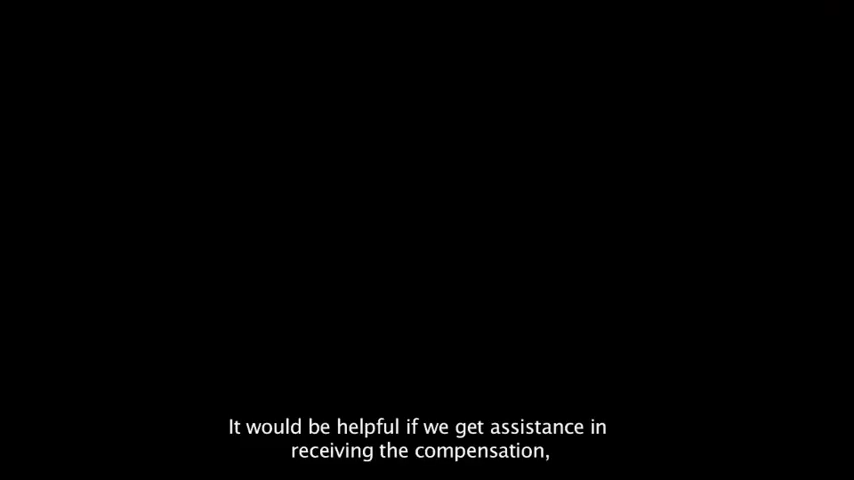 It would be helpful if we get assistance in
receiving the compensation,